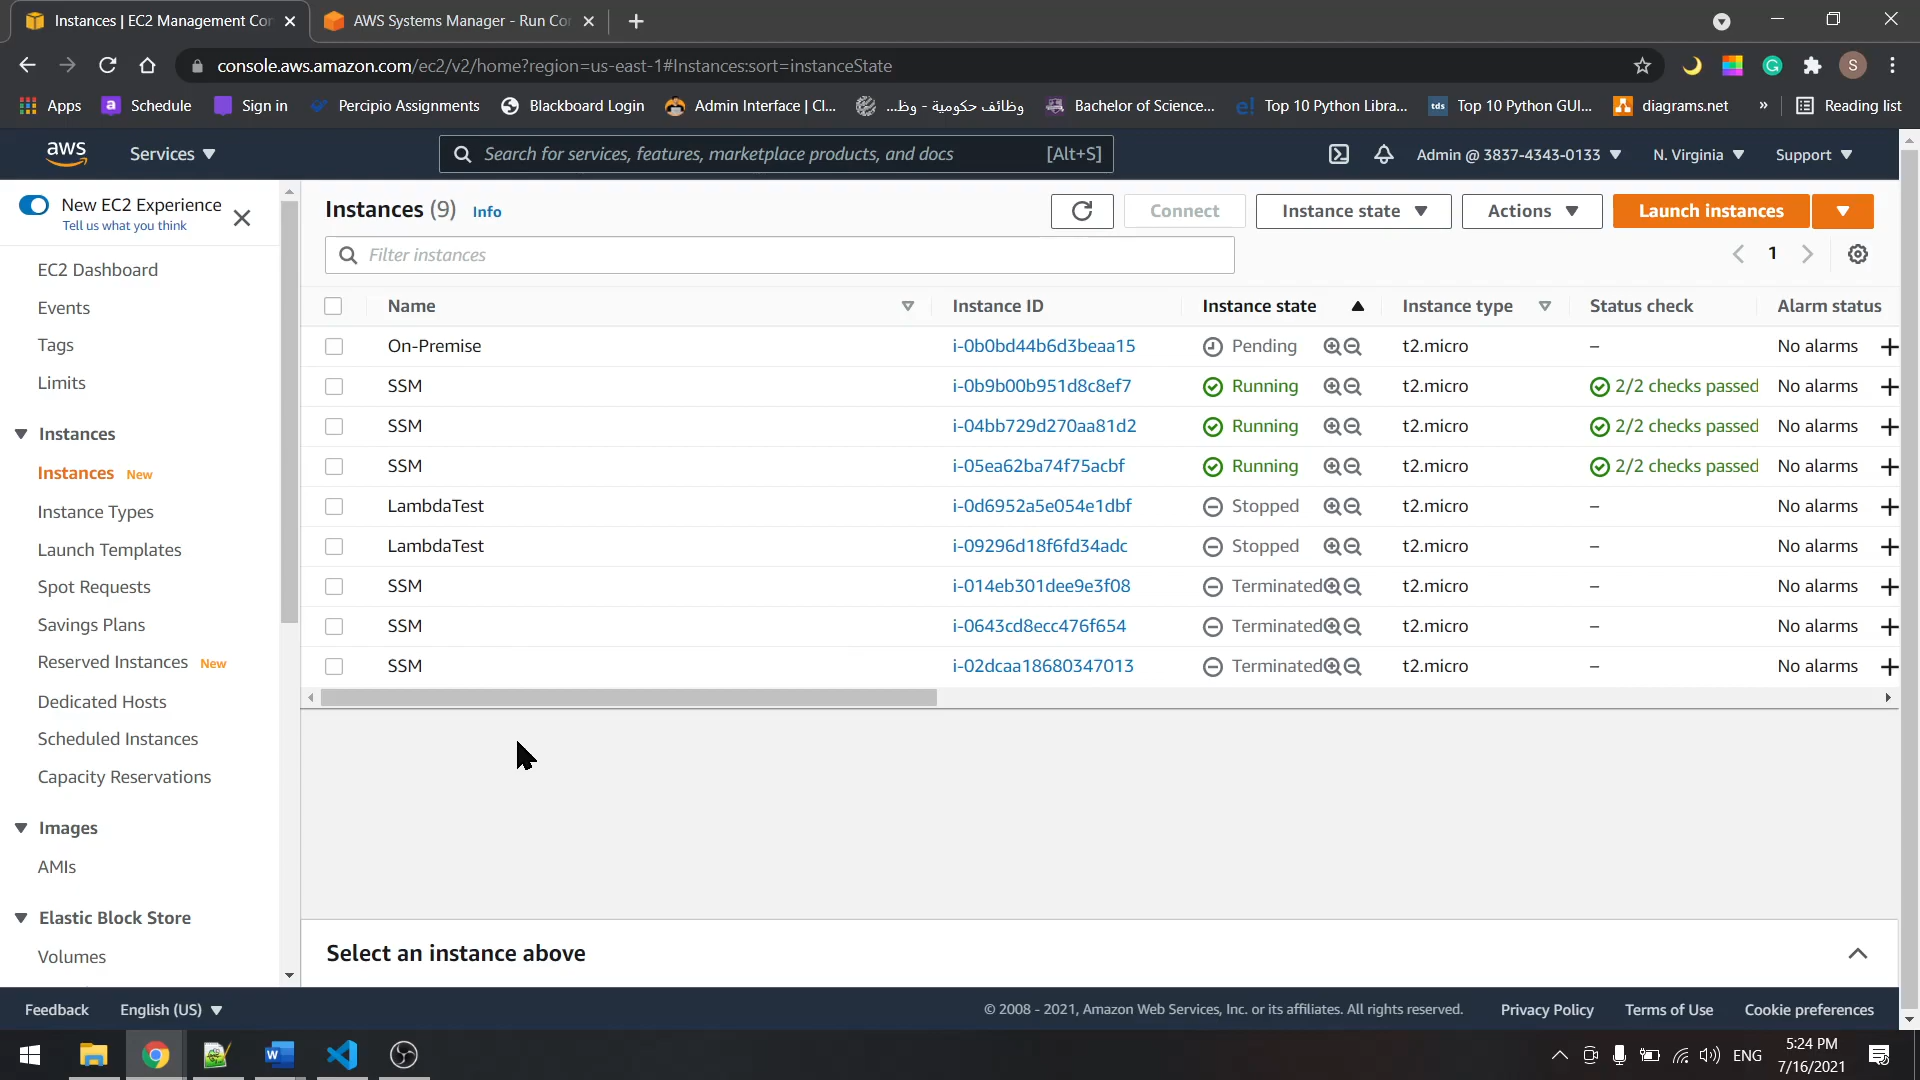 Instances | EC2 Management Con
AWS Systems Manager - Run Con
console.aws.amazon.com/ec2/v2/home?region=us-east-1#Instances:sort=instanceState
S
Apps
a Schedule
Sign in
Percipio Assignments
Blackboard Login
Admin Interface | Cl...
وظائف حكومية - وظ...
Bachelor of Science...
e! Top 10 Python Libra...
tds Top 10 Python GUI...
diagrams.net
»
Reading list
aws
Services
Search for services, features, marketplace products, and docs [Alt+S]
Admin @ 3837-4343-0133
N. Virginia
Support
New EC2 Experience
Tell us what you think
EC2 Dashboard
Events
Tags
Limits
Instances
Instances New
Instance Types
Launch Templates
Spot Requests
Savings Plans
Reserved Instances New
Dedicated Hosts
Scheduled Instances
Capacity Reservations
Images
AMIs
Elastic Block Store
Volumes
Instances (9) Info
Connect
Instance state
Actions
Launch instances
Filter instances
1
Name Instance ID Instance state Instance type Status check Alarm status
On-Premise i-0b0bd44b6d3beaa15 Pending t2.micro – No alarms +
SSM i-0b9b00b951d8c8ef7 Running t2.micro 2/2 checks passed No alarms +
SSM i-04bb729d270aa81d2 Running t2.micro 2/2 checks passed No alarms +
SSM i-05ea62ba74f75acbf Running t2.micro 2/2 checks passed No alarms +
LambdaTest i-0d6952a5e054e1dbf Stopped t2.micro – No alarms +
LambdaTest i-09296d18f6fd34adc Stopped t2.micro – No alarms +
SSM i-014eb301dee9e3f08 Terminated t2.micro – No alarms +
SSM i-0643cd8ecc476f654 Terminated t2.micro – No alarms +
SSM i-02dcaa18680347013 Terminated t2.micro – No alarms +
Select an instance above
Feedback
English (US)
© 2008 - 2021, Amazon Web Services, Inc. or its affiliates. All rights reserved.
Privacy Policy
Terms of Use
Cookie preferences
W
ENG
5:24 PM
7/16/2021